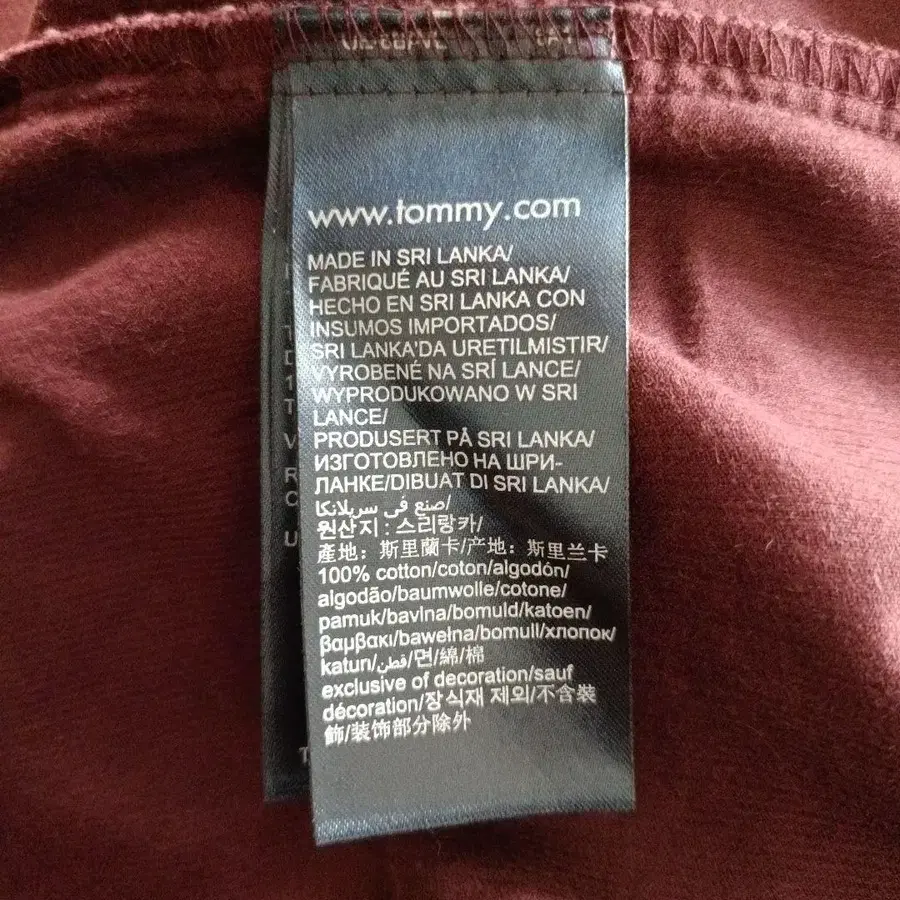 www.tommy.com
MADE IN SRI LANKA/
FABRIQUÉ AU SRI LANKA/
HECHO EN SRI LANKA CON
INSUMOS IMPORTADOS/
SRI LANKA'DA URETILMISTIR/
VYROBENÉ NA SRÍ LANCE/
WYPRODUKOWANO W SRI
LANCE/
PRODUSERT PÅ SRI LANKA/
ИЗГОТОВЛЕНО НА ШРИ-
ЛАНКЕ/DIBUAT DI SRI LANKA/
صنع في سريلانكا/
원산지 : 스리랑카/
產地：斯里蘭卡/产地：斯里兰卡
100% cotton/coton/algodón/
algodão/baumwolle/cotone/
pamuk/bavlna/bomuld/katoen/
βαμβακι/bawełna/bomull/хлопок/
katun/قطن/면/綿/棉
exclusive of decoration/sauf
décoration/장식재 제외/不含裝
飾/装饰部分除外